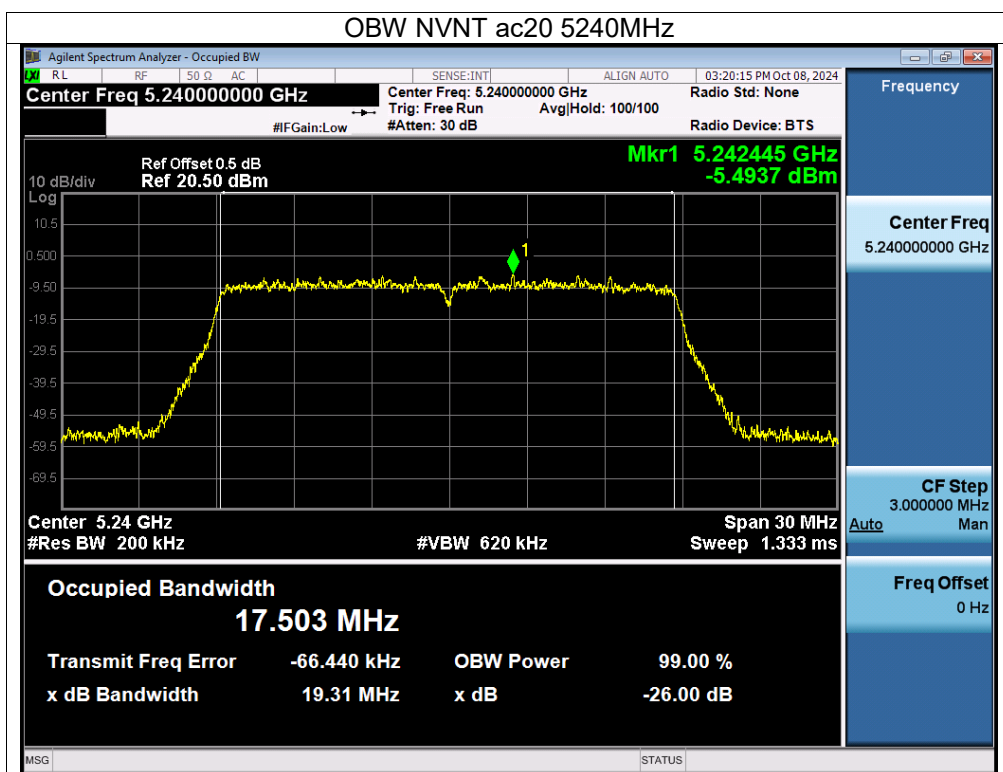 OBW NVNT ac20 5240MHz
Agilent Spectrum Analyzer - Occupied BW
LXI RL RF 50 Ω AC SENSE:INT ALIGN AUTO 03:20:15 PM Oct 08, 2024
Center Freq 5.240000000 GHz
Center Freq: 5.240000000 GHz Radio Std: None
Trig: Free Run Avg|Hold: 100/100
#IFGain:Low #Atten: 30 dB Radio Device: BTS
Ref Offset 0.5 dB
10 dB/div Ref 20.50 dBm
Mkr1 5.242445 GHz
-5.4937 dBm
Log
10.5
0.500
-9.50
-19.5
-29.5
-39.5
-49.5
-59.5
-69.5
1
Center 5.24 GHz Span 30 MHz
#Res BW 200 kHz #VBW 620 kHz Sweep 1.333 ms
Occupied Bandwidth
17.503 MHz
Transmit Freq Error -66.440 kHz OBW Power 99.00 %
x dB Bandwidth 19.31 MHz x dB -26.00 dB
Frequency
Center Freq
5.240000000 GHz
CF Step
3.000000 MHz
Auto Man
Freq Offset
0 Hz
MSG STATUS